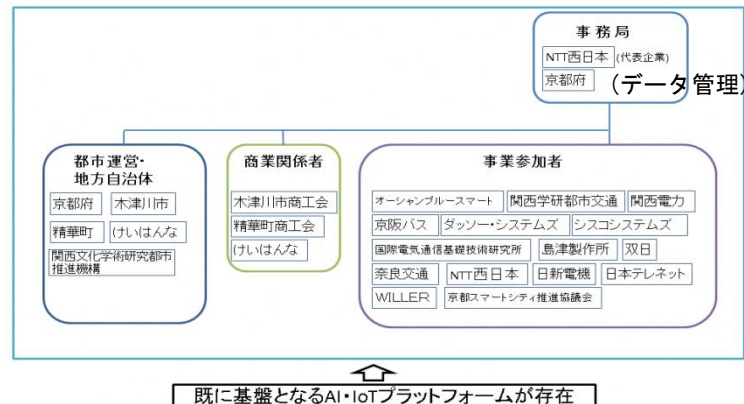 事務局
NTT西日本 (代表企業)
京都府 (データ管理)
都市運営・
地方自治体
京都府 木津川市
精華町 けいはんな
関西文化学術研究都市
推進機構
商業関係者
木津川市商工会
精華町商工会
けいはんな
事業参加者
オーシャンブルースマート 関西学研都市交通 関西電力
京阪バス ダッソー・システムズ シスコシステムズ
国際電気通信基礎技術研究所 島津製作所 双日
奈良交通 NTT西日本 日新電機 日本テレネット
WILLER 京都スマートシティ推進協議会
既に基盤となるAI・IoTプラットフォームが存在